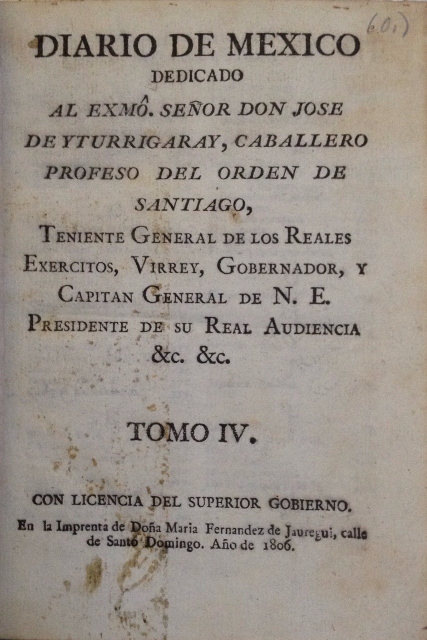 60.)
DIARIO DE MEXICO
DEDICADO
AL EXMÔ. SEÑOR DON JOSE
DE YTURRIGARAY, CABALLERO
PROFESO DEL ORDEN DE
SANTIAGO,
TENIENTE GENERAL DE LOS REALES
EXERCITOS, VIRREY, GOBERNADOR, Y
CAPITAN GENERAL DE N. E.
PRESIDENTE DE SU REAL AUDIENCIA
&c. &c.
TOMO IV.
CON LICENCIA DEL SUPERIOR GOBIERNO.
En la Imprenta de Doña Maria Fernandez de Jauregui, calle
de Santo Domingo. Año de 1806.